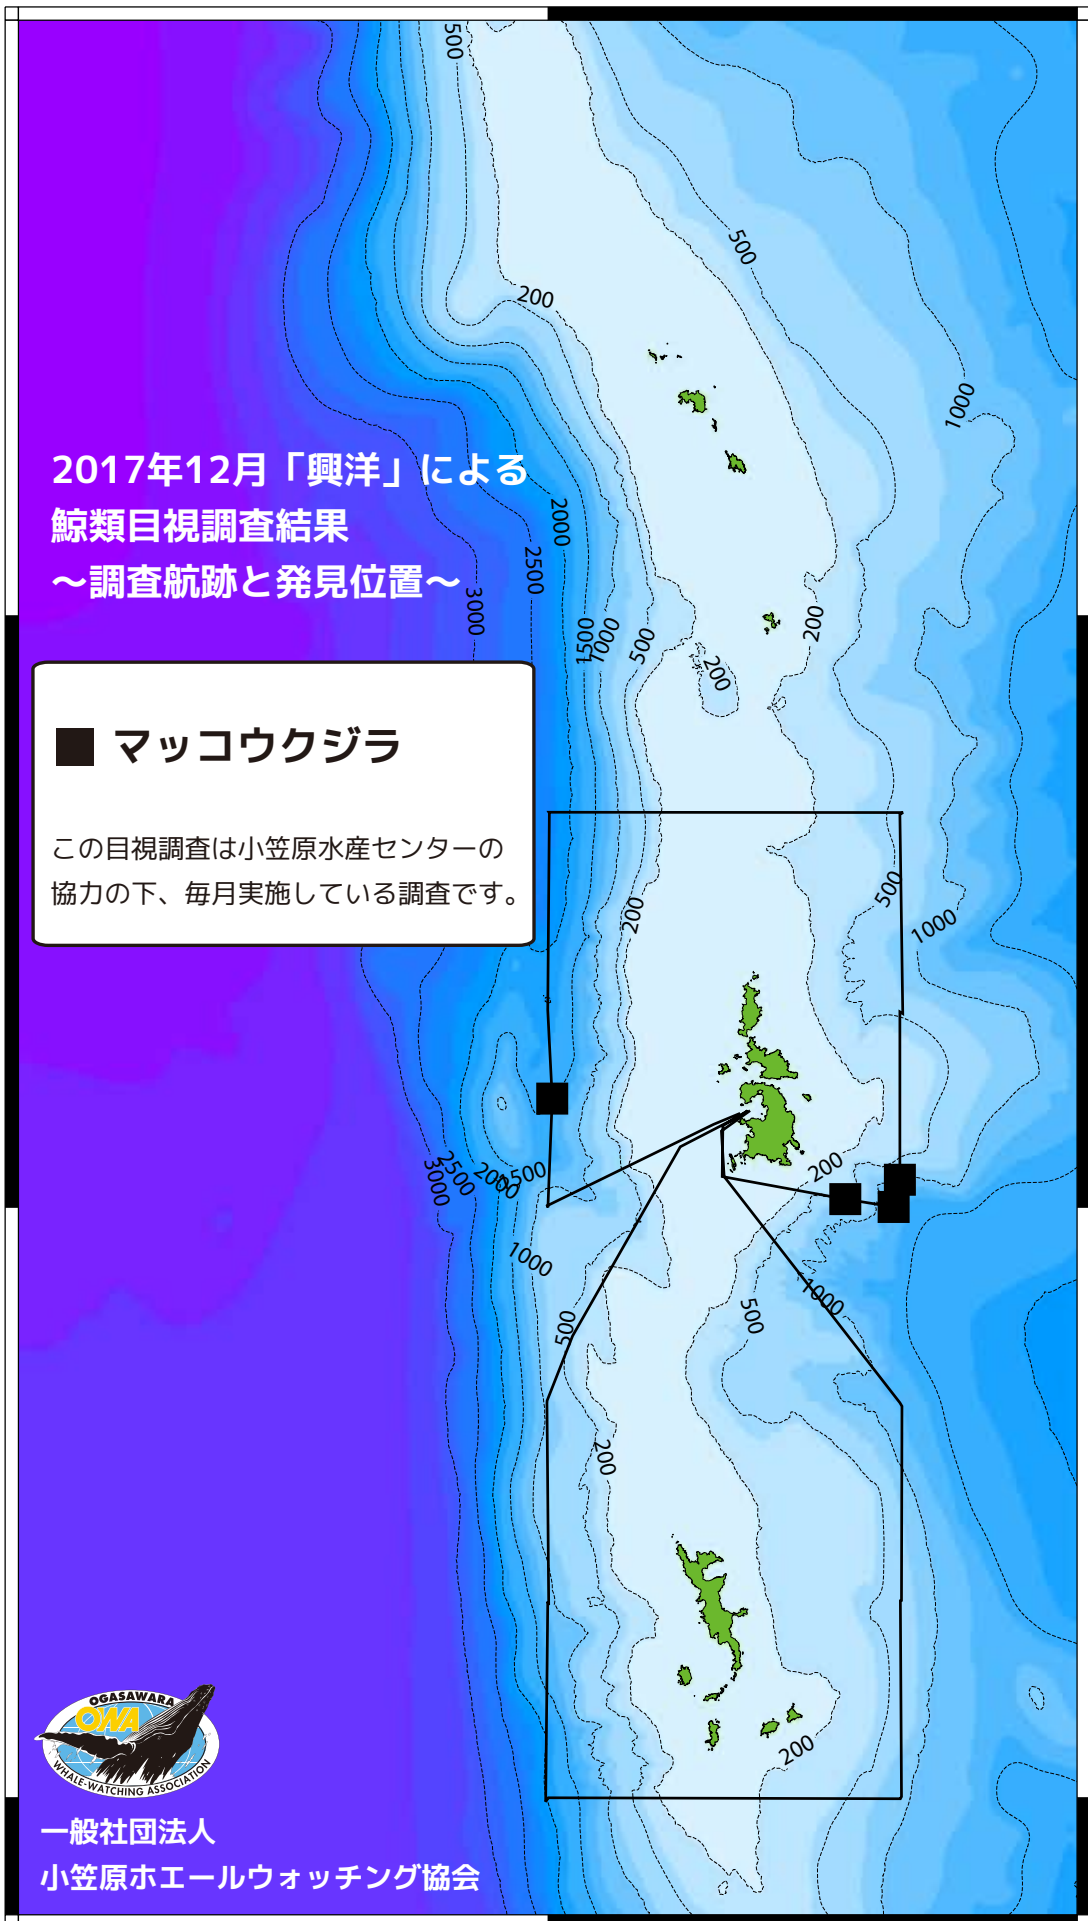 500
500
200
1000
2017年12月「興洋」による
鯨類目視調査結果
〜調査航跡と発見位置〜
2000
2500
3000
1500
1000
500
200
200
■ マッコウクジラ
この目視調査は小笠原水産センターの
協力の下、毎月実施している調査です。
200
500
1000
3000
2500
2000
1500
200
1000
500
500
1000
200
200
OGASAWARA
OWA
WHALE-WATCHING ASSOCIATION
一般社団法人
小笠原ホエールウォッチング協会